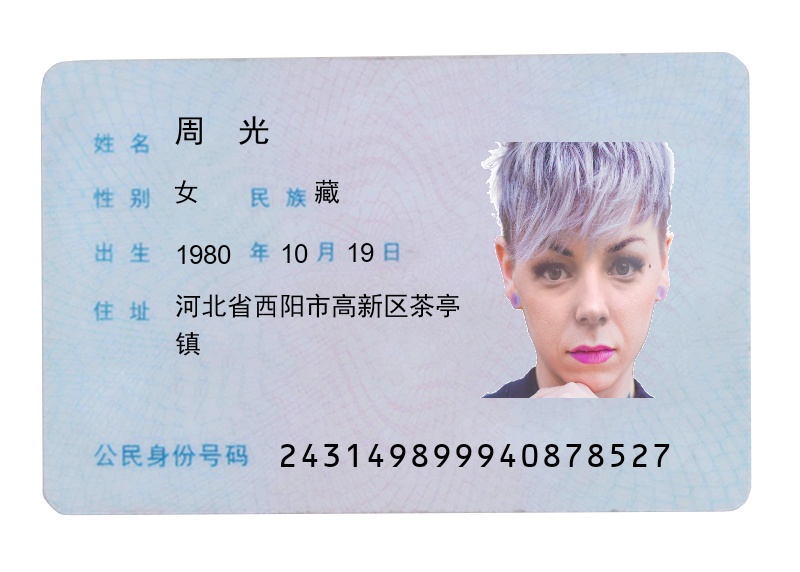 姓名 周 光
性别 女 民族 藏
出生 1980 年 10 月 19 日
住址 河北省西阳市高新区茶亭
镇
公民身份号码 243149899940878527